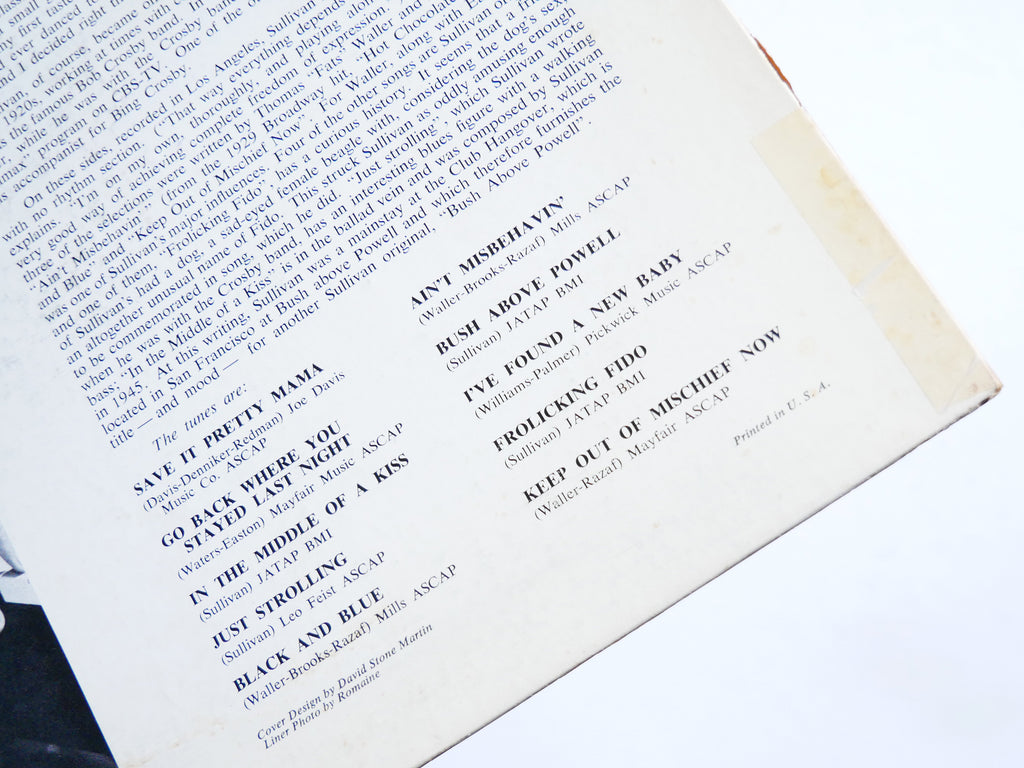 small
my first
ever danced to
and I decided right
Sullivan, of course, became one
1920s, working at times with
the famous Bob Crosby band. In
while he was with the Crosby band
program on CBS-TV. One of the
accompanist for Bing Crosby.
On these sides, recorded in Los Angeles, Sullivan
with no rhythm section. ("That way everything depends
explains. "I'm on my own, thoroughly and playing alone
very good way of achieving complete freedom of expression".)
three of the selections were written by Thomas "Fats" Waller and
"Ain't Misbehavin'" (from the 1929 Broadway hit, "Hot Chocolates"
and Blue" and "Keep Out of Mischief Now". For Waller, along with
was one of Sullivan's major influences. Four of the other songs are Sullivan
and one of them, "Frolicking Fido" has a curious history. It seems that a
of Sullivan's had a dog, a sad-eyed female beagle with, considering the dog's sex,
an altogether unusual name of Fido. This struck Sullivan as oddly amusing enough
to be commemorated in song, which he did. "Just Strolling", which Sullivan wrote
when he was with the Crosby band, has an interesting blues figure with a walking
bass; "In the Middle of a Kiss" is in the ballad vein and was composed by Sullivan
in 1945. At this writing, Sullivan was a mainstay at the Club Hangover, which is
located in San Francisco at Bush above Powell and which therefore furnishes the
title — and mood — for another Sullivan original, "Bush Above Powell".
The tunes are:
SAVE IT PRETTY MAMA
(Davis-Denniker-Redman) Joe Davis
Music Co. ASCAP
GO BACK WHERE YOU
STAYED LAST NIGHT
(Waters-Easton) Mayfair Music ASCAP
IN THE MIDDLE OF A KISS
(Sullivan) JATAP BMI
JUST STROLLING
(Sullivan) Leo Feist ASCAP
BLACK AND BLUE
(Waller-Brooks-Razaf) Mills ASCAP
Cover Design by David Stone Martin
Liner Photo by Romaine
AIN'T MISBEHAVIN'
(Waller-Brooks-Razaf) Mills ASCAP
BUSH ABOVE POWELL
(Sullivan) JATAP BMI
I'VE FOUND A NEW BABY
(Williams-Palmer) Pickwick Music ASCAP
FROLICKING FIDO
(Sullivan) JATAP BMI
KEEP OUT OF MISCHIEF NOW
(Waller-Razaf) Mayfair ASCAP
Printed in U. S. A.